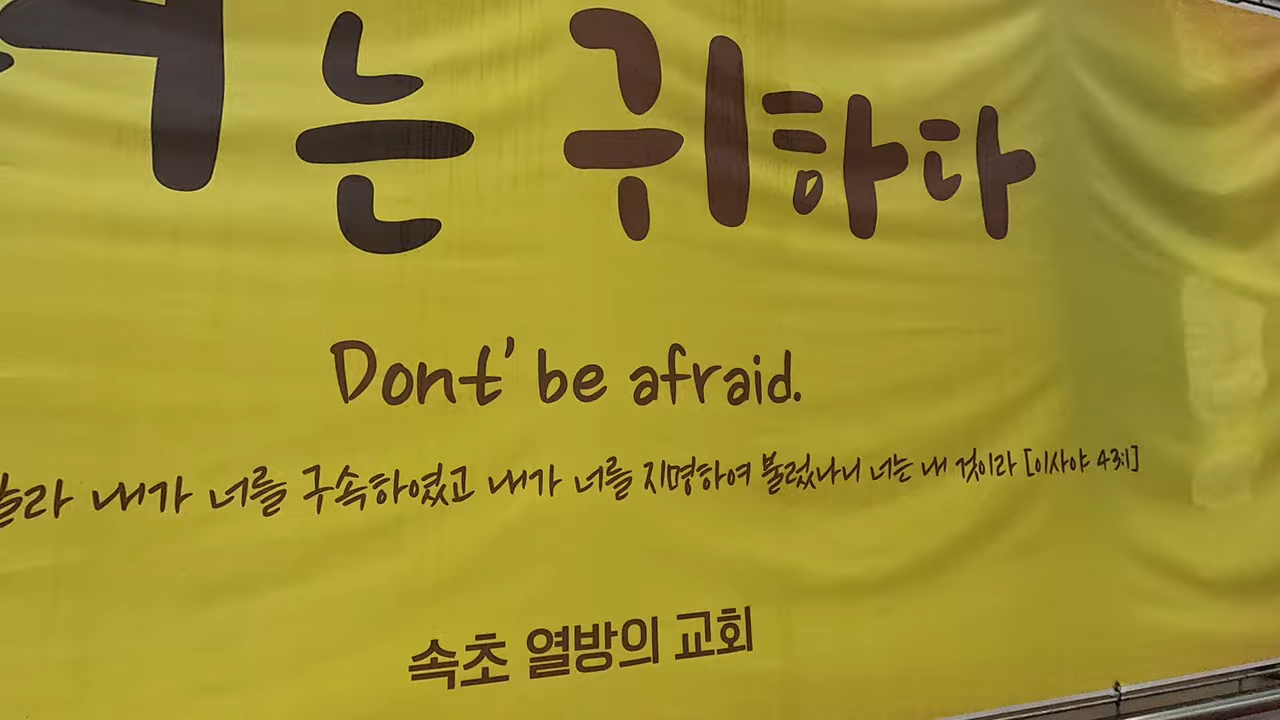 는 귀하다
Dont' be afraid.
내가 너를 구속하였고 내가 너를 지명하여 불렀나니 너는 내 것이라 [이사야 43:1]
속초 열방의 교회